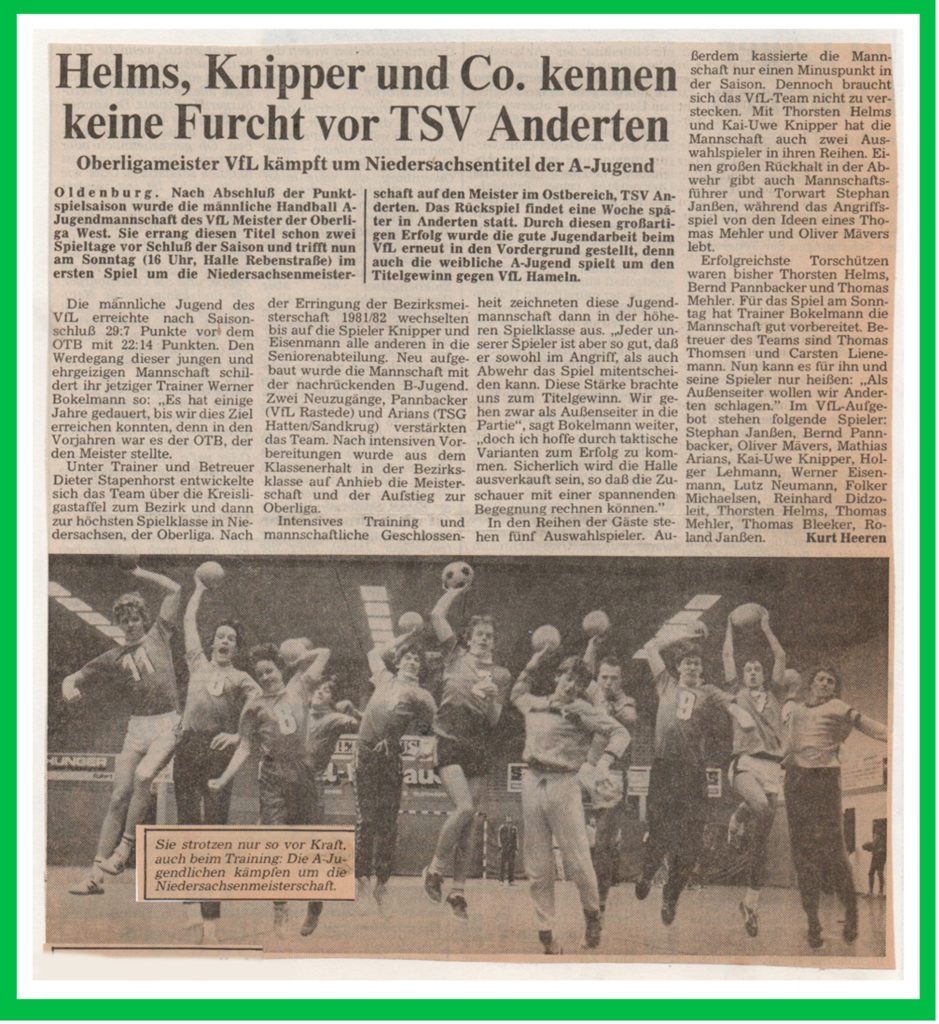 Helms, Knipper und Co. kennen
keine Furcht vor TSV Anderten
Oberligameister VfL kämpft um Niedersachsentitel der A-Jugend
Oldenburg. Nach Abschluß der Punkt-
spielsaison wurde die männliche Handball A-
Jugendmannschaft des VfL Meister der Oberli-
ga West. Sie errang diesen Titel schon zwei
Spieltage vor Schluß der Saison und trifft nun
am Sonntag (16 Uhr, Halle Rebenstraße) im
ersten Spiel um die Niedersachsenmeister-
schaft auf den Meister im Ostbereich, TSV An-
derten. Das Rückspiel findet eine Woche spä-
ter in Anderten statt. Durch diesen großarti-
gen Erfolg wurde die gute Jugendarbeit beim
VfL erneut in den Vordergrund gestellt, denn
auch die weibliche A-Jugend spielt um den
Titelgewinn gegen VfL Hameln.
Die männliche Jugend des
VfL erreichte nach Saison-
schluß 29:7 Punkte vor dem
OTB mit 22:14 Punkten. Den
Werdegang dieser jungen und
ehrgeizigen Mannschaft schil-
dert ihr jetziger Trainer Werner
Bokelmann so: „Es hat einige
Jahre gedauert, bis wir dies Ziel
erreichen konnten, denn in den
Vorjahren war es der OTB, der
den Meister stellte.
Unter Trainer und Betreuer
Dieter Stapenhorst entwickelte
sich das Team über die Kreisli-
gastaffel zum Bezirk und dann
zur höchsten Spielklasse in Nie-
dersachsen, der Oberliga. Nach
der Erringung der Bezirksmei-
sterschaft 1981/82 wechselten
bis auf die Spieler Knipper und
Eisenmann alle anderen in die
Seniorenabteilung. Neu aufge-
baut wurde die Mannschaft mit
der nachrückenden B-Jugend.
Zwei Neuzugänge, Pannbacker
(VfL Rastede) und Arians (TSG
Hatten/Sandkrug) verstärkten
das Team. Nach intensiven Vor-
bereitungen wurde aus dem
Klassenerhalt in der Bezirks-
klasse auf Anhieb die Meister-
schaft und der Aufstieg zur
Oberliga.
Intensives Training und
mannschaftliche Geschlossen-
heit zeichneten diese Jugend-
mannschaft dann in der höhe-
ren Spielklasse aus. „Jeder un-
serer Spieler ist aber so gut, daß
er sowohl im Angriff, als auch
Abwehr das Spiel mitentschei-
den kann. Diese Stärke brachte
uns zum Titelgewinn. Wir ge-
hen zwar als Außenseiter in die
Partie“, sagt Bokelmann weiter,
„doch ich hoffe durch taktische
Varianten zum Erfolg zu kom-
men. Sicherlich wird die Halle
ausverkauft sein, so daß die Zu-
schauer mit einer spannenden
Begegnung rechnen können.“
In den Reihen der Gäste ste-
hen fünf Auswahlspieler. Au-
ßerdem kassierte die Mann-
schaft nur einen Minuspunkt in
der Saison. Dennoch braucht
sich das VfL-Team nicht zu ver-
stecken. Mit Thorsten Helms
und Kai-Uwe Knipper hat die
Mannschaft auch zwei Aus-
wahlspieler in ihren Reihen. Ei-
nen großen Rückhalt in der Ab-
wehr gibt auch Mannschafts-
führer und Torwart Stephan
Janßen, während das Angriffs-
spiel von den Ideen eines Tho-
mas Mehler und Oliver Mävers
lebt.
Erfolgreichste Torschützen
waren bisher Thorsten Helms,
Bernd Pannbacker und Thomas
Mehler. Für das Spiel am Sonn-
tag hat Trainer Bokelmann die
Mannschaft gut vorbereitet. Be-
treuer des Teams sind Thomas
Thomsen und Carsten Liene-
mann. Nun kann es für ihn und
seine Spieler nur heißen: „Als
Außenseiter wollen wir Ander-
ten schlagen.“ Im VfL-Aufge-
bot stehen folgende Spieler:
Stephan Janßen, Bernd Pann-
backer, Oliver Mävers, Mathias
Arians, Kai-Uwe Knipper, Hol-
ger Lehmann, Werner Eisen-
mann, Lutz Neumann, Folker
Michaelsen, Reinhard Didzo-
leit, Thorsten Helms, Thomas
Mehler, Thomas Bleeker, Ro-
land Janßen. Kurt Heeren
11
8
9
HUNGER
Sie strotzen nur so vor Kraft,
auch beim Training: Die A-Ju-
gendlichen kämpfen um die
Niedersachsenmeisterschaft.